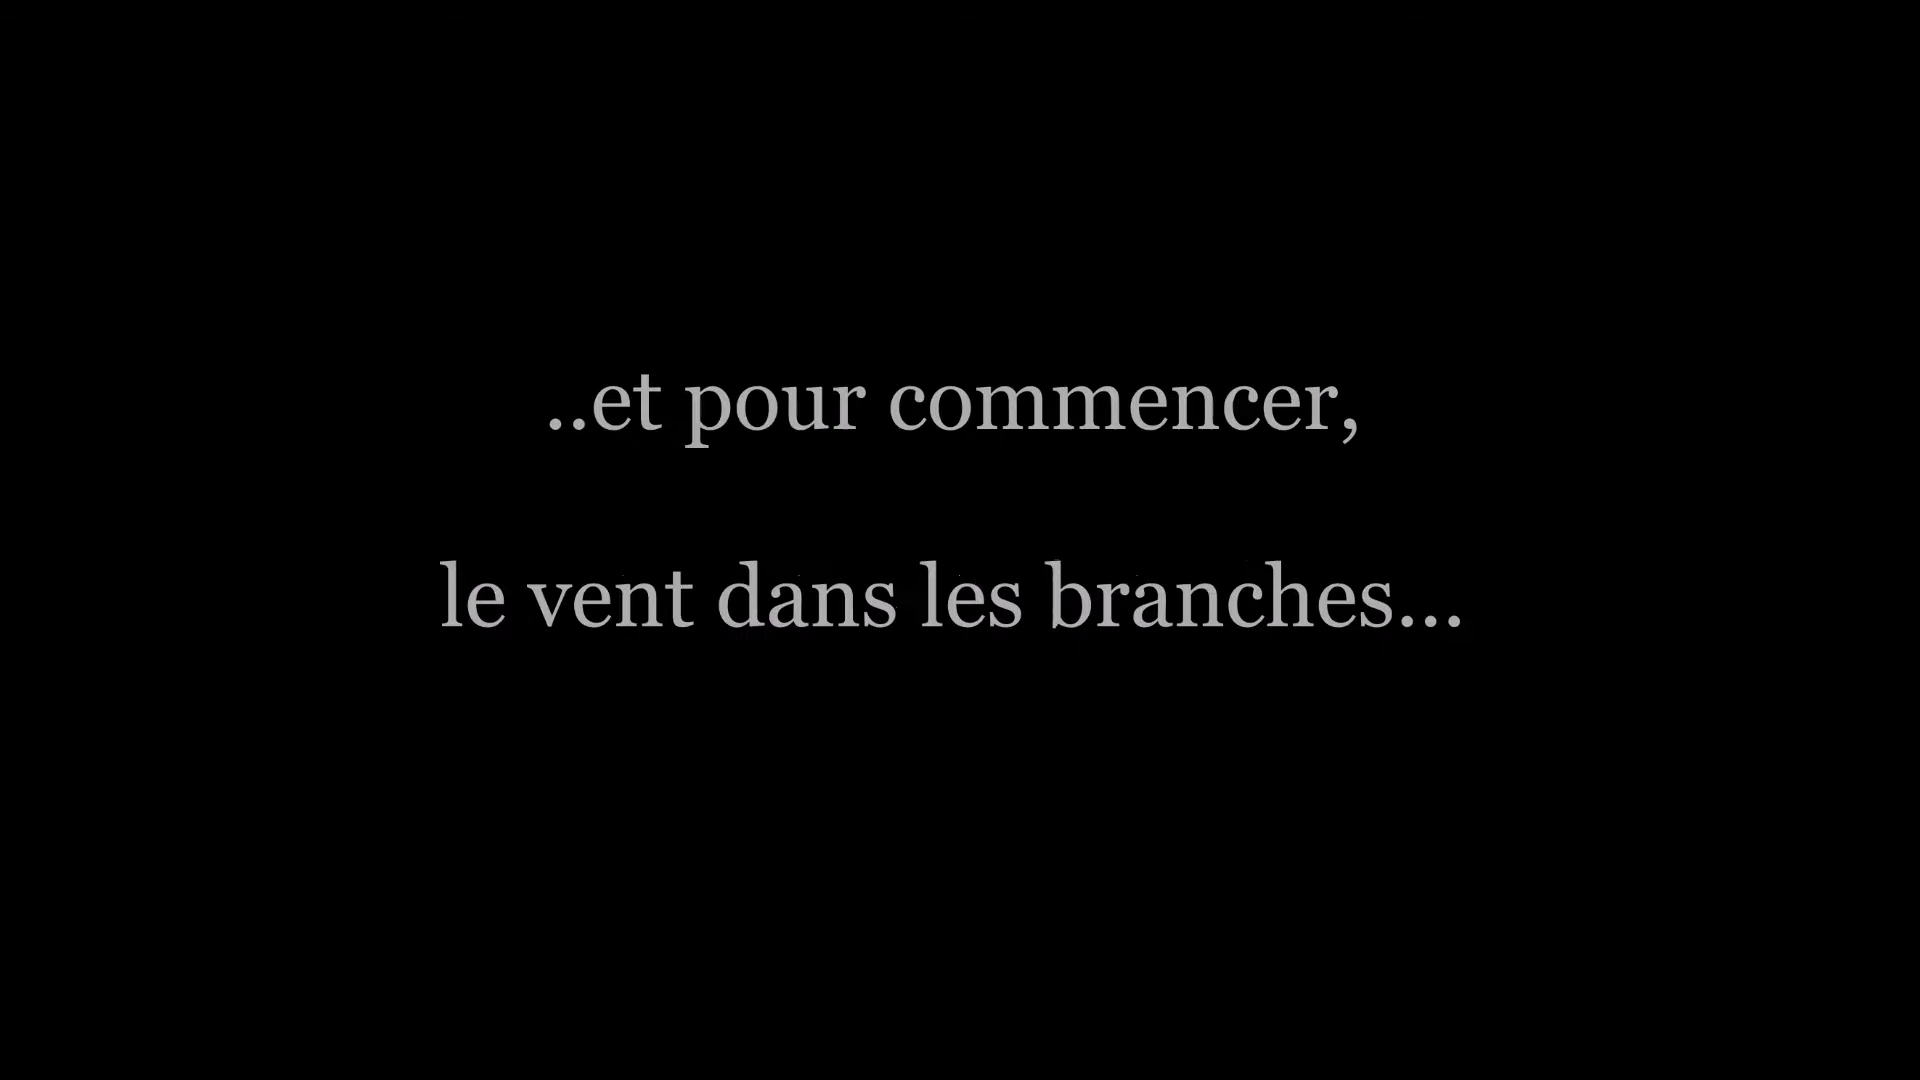 ..et pour commencer,
le vent dans les branches...